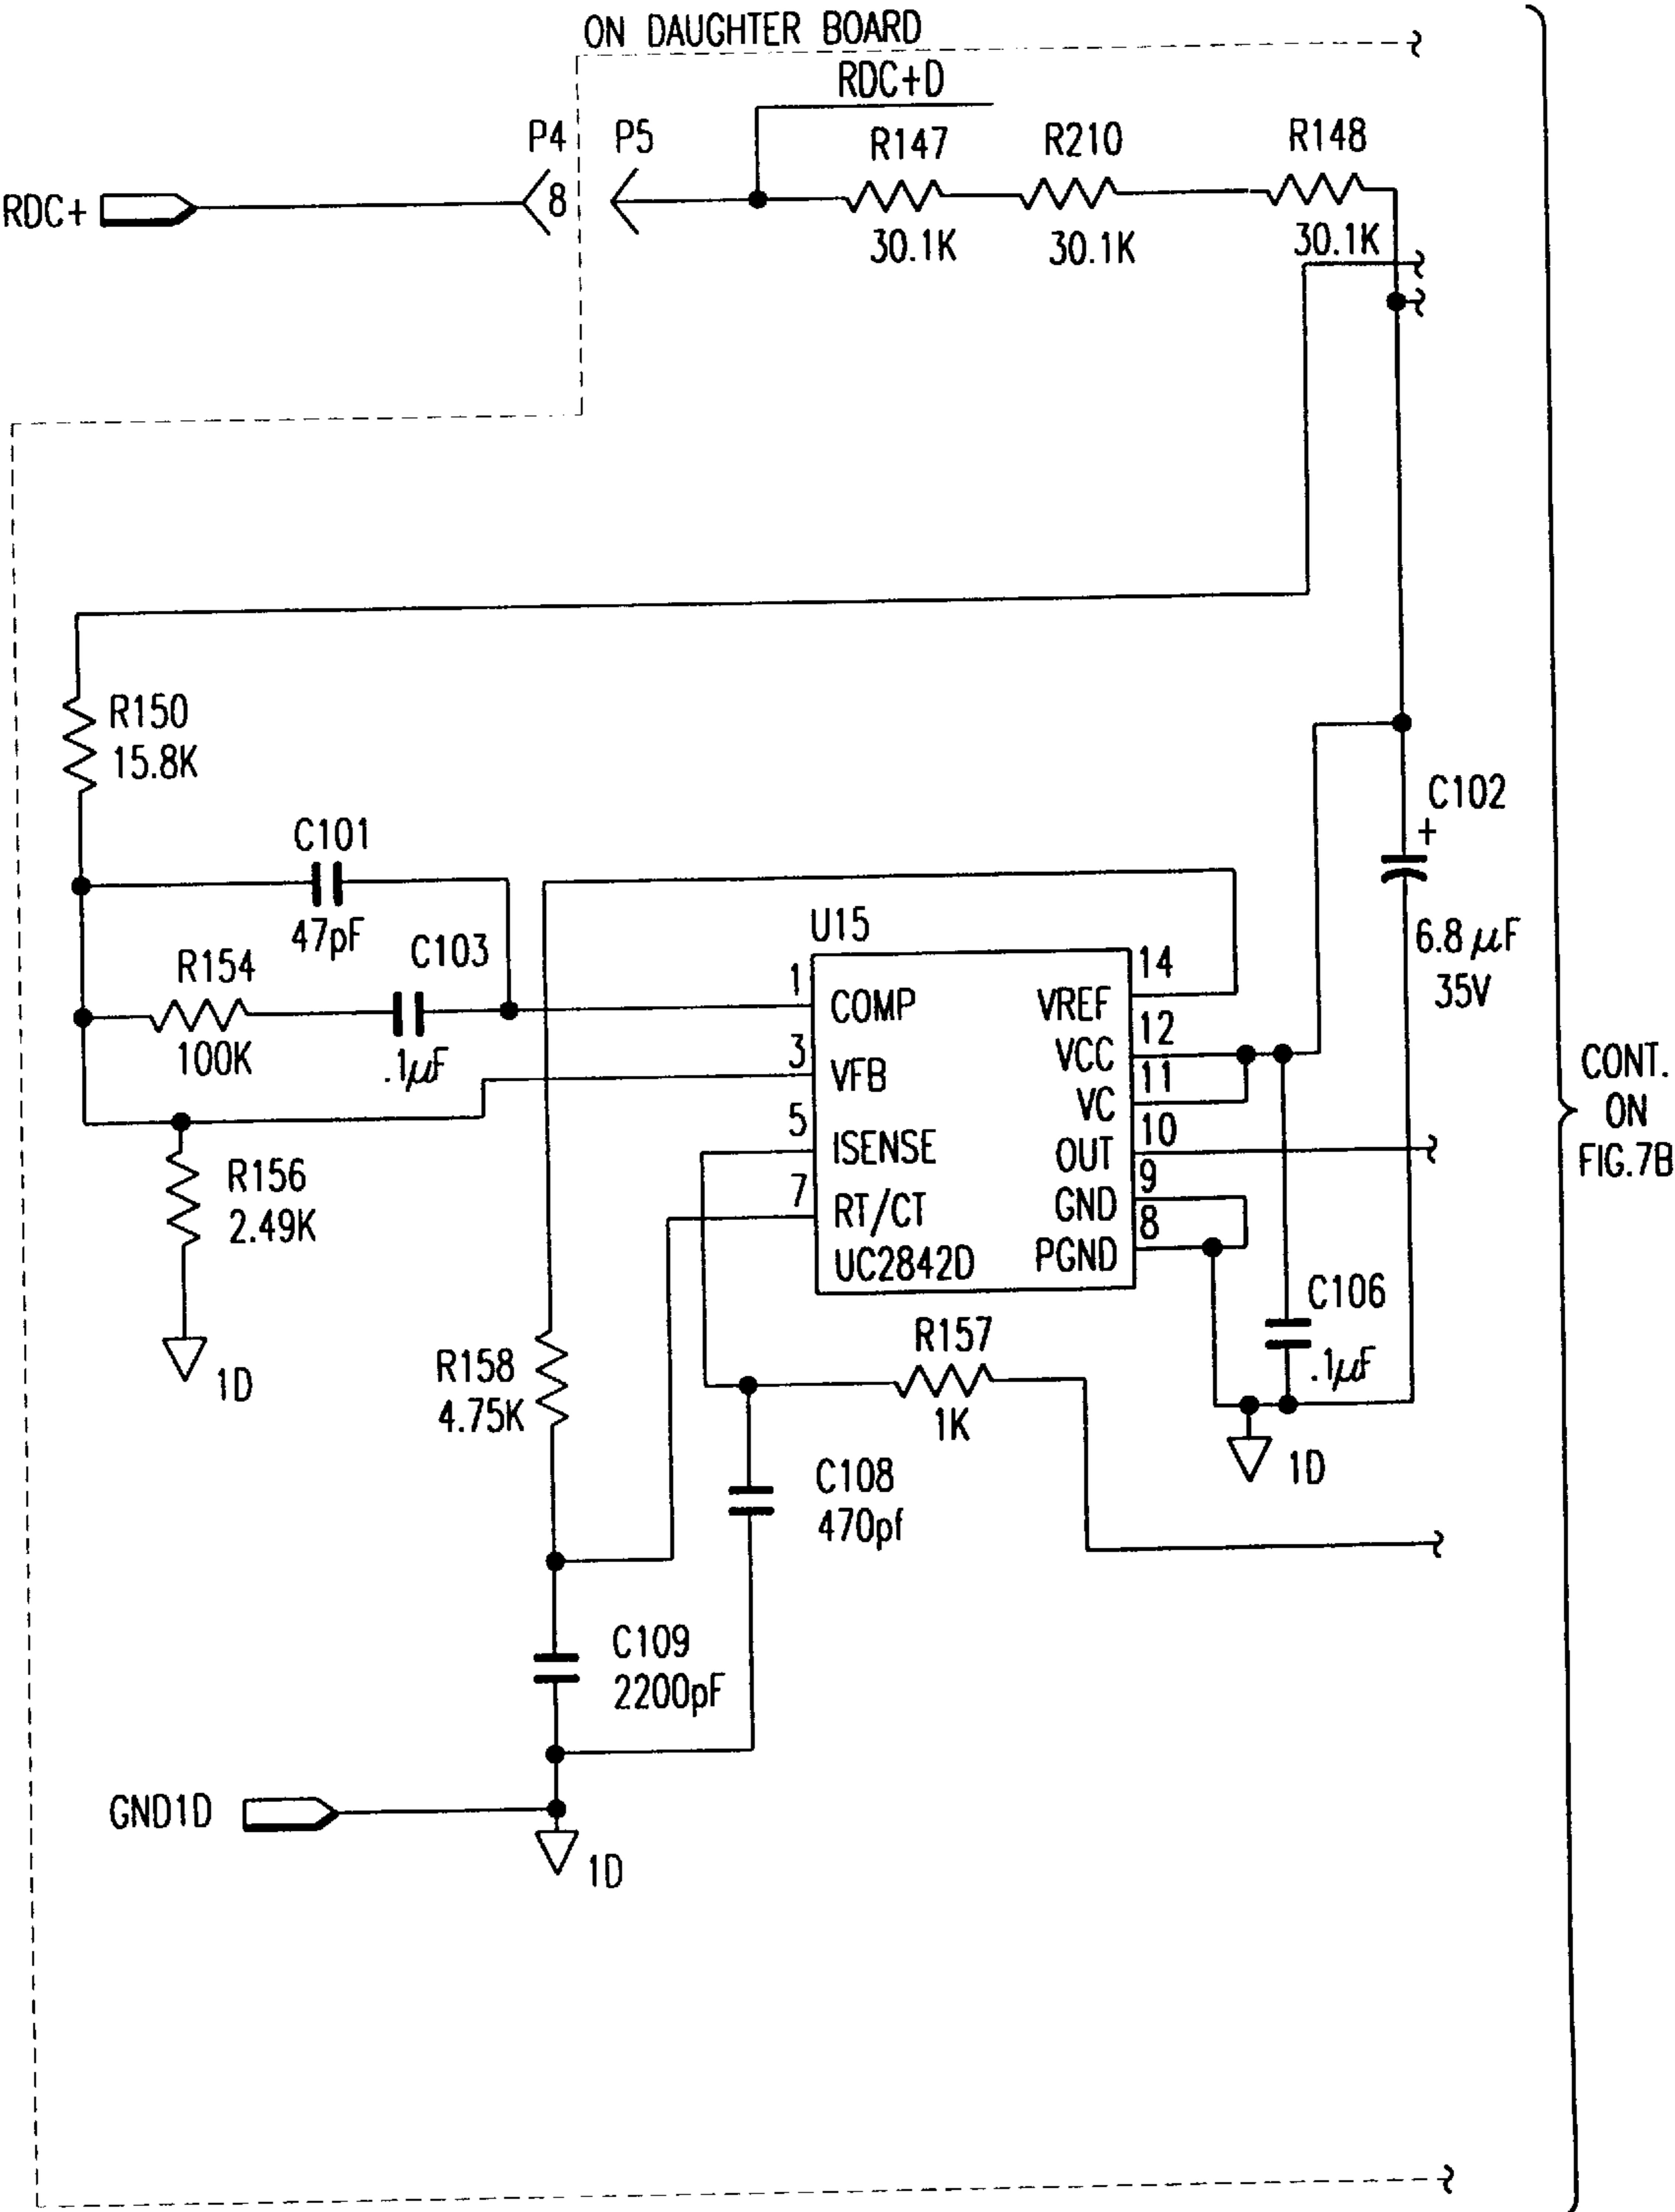 ON DAUGHTER BOARD
RDC+D
P4
P5
R147
R210
R148
RDC+
8
30.1K
30.1K
30.1K
R150
15.8K
C102
+
C101
47pF
6.8 μF
35V
U15
R154
C103
100K
.1μF
1
COMP
VREF
14
3
VFB
VCC
12
VC
11
5
ISENSE
OUT
10
7
RT/CT
GND
9
UC2842D
PGND
8
CONT.
ON
FIG.7B
R156
2.49K
1D
C106
.1μF
R157
1K
R158
4.75K
1D
C108
470pf
C109
2200pF
GND1D
1D